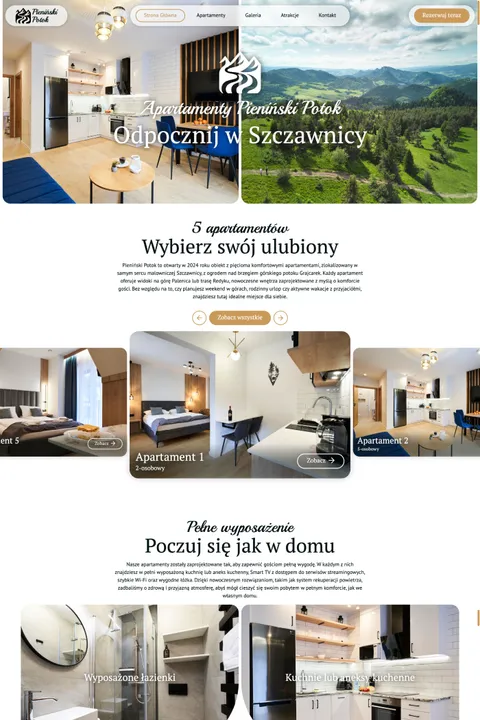 Pieniński
Potok
Strona Główna
Apartamenty
Galeria
Atrakcje
Kontakt
Rezerwuj teraz
Apartamenty Pieniński Potok
Odpocznij w Szczawnicy
5 apartamentów
Wybierz swój ulubiony
Pieniński Potok to otwarty w 2024 roku obiekt z pięcioma komfortowymi apartamentami, zlokalizowany w
samym sercu malowniczej Szczawnicy, z ogrodem nad brzegiem górskiego potoku Grajcarek. Każdy apartament
oferuje widoki na górę Palenica lub trasę Redyku, nowoczesne wnętrza zaprojektowane z myślą o komforcie
gości. Bez względu na to, czy planujesz weekend w górach, rodzinny urlop czy aktywne wakacje z przyjaciółmi,
znajdziesz tutaj idealne miejsce dla siebie.
Zobacz wszystkie
ent 5
Zobacz
Apartament 1
2-osobowy
Zobacz
Apartament 2
5-osobowy
Pełne wyposażenie
Poczuj się jak w domu
Nasze apartamenty zostały zaprojektowane tak, aby zapewnić gościom pełną wygodę. W każdym z nich
znajdziesz w pełni wyposażoną kuchnię lub aneks kuchenny, Smart TV z dostępem do serwisów streamingowych,
szybkie Wi-Fi oraz wygodne łóżka. Dzięki nowoczesnym rozwiązaniom, takim jak system rekuperacji powietrza,
zadbaliśmy o zdrową i przyjazną atmosferę, abyś mógł cieszyć się swoim pobytem w pełnym komforcie, jak we
własnym domu.
Wyposażone łazienki
Kuchnie lub aneksy kuchenne